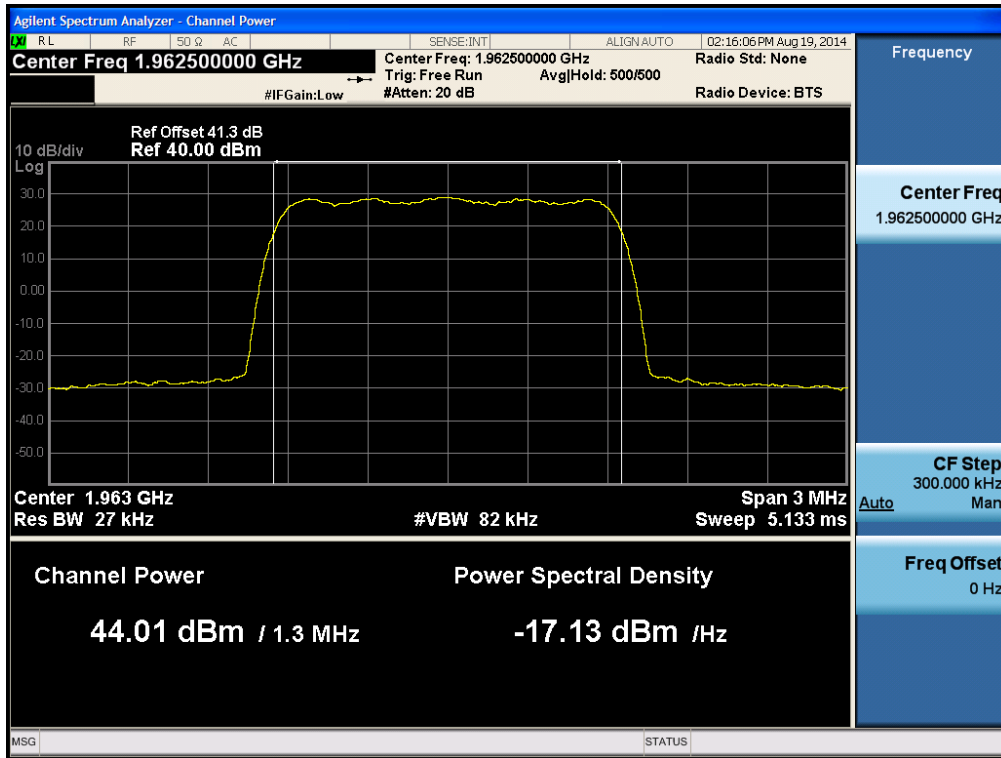 Agilent Spectrum Analyzer - Channel Power
LXI RL RF 50 Ω AC SENSE:INT ALIGN AUTO 02:16:06 PM Aug 19, 2014
Center Freq 1.962500000 GHz
Center Freq: 1.962500000 GHz
Radio Std: None
Trig: Free Run Avg|Hold: 500/500
#IFGain:Low
#Atten: 20 dB
Radio Device: BTS
Frequency
Ref Offset 41.3 dB
10 dB/div Ref 40.00 dBm
Log
30.0
20.0
10.0
0.00
-10.0
-20.0
-30.0
-40.0
-50.0
Center 1.963 GHz
Span 3 MHz
Res BW 27 kHz
#VBW 82 kHz
Sweep 5.133 ms
Channel Power
Power Spectral Density
44.01 dBm / 1.3 MHz
-17.13 dBm /Hz
Center Freq
1.962500000 GHz
CF Step
300.000 kHz
Auto Man
Freq Offset
0 Hz
MSG
STATUS